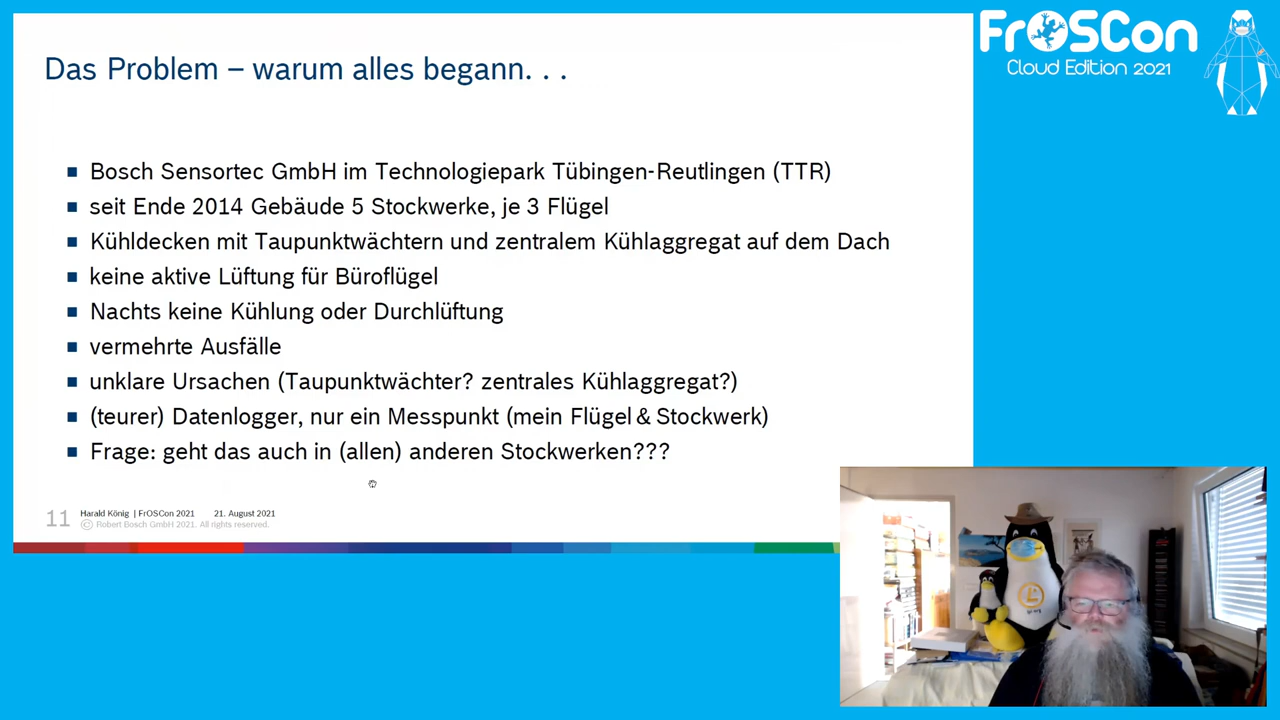 FrOSCon
Cloud Edition 2021
Das Problem – warum alles begann. . .
Bosch Sensortec GmbH im Technologiepark Tübingen-Reutlingen (TTR)
seit Ende 2014 Gebäude 5 Stockwerke, je 3 Flügel
Kühldecken mit Taupunktwächtern und zentralem Kühlaggregat auf dem Dach
keine aktive Lüftung für Büroflügel
Nachts keine Kühlung oder Durchlüftung
vermehrte Ausfälle
unklare Ursachen (Taupunktwächter? zentrales Kühlaggregat?)
(teurer) Datenlogger, nur ein Messpunkt (mein Flügel & Stockwerk)
Frage: geht das auch in (allen) anderen Stockwerken???
11 Harald König | FrOSCon 2021 21. August 2021
© Robert Bosch GmbH 2021. All rights reserved.